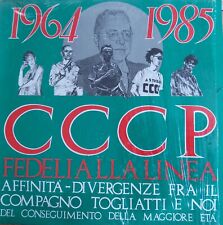 1964 1985
CCCP
FEDELI ALLA LINEA
AFFINITÀ-DIVERGENZE FRA IL
COMPAGNO TOGLIATTI E NOI
DEL CONSEGUIMENTO DELLA MAGGIORE ETÀ